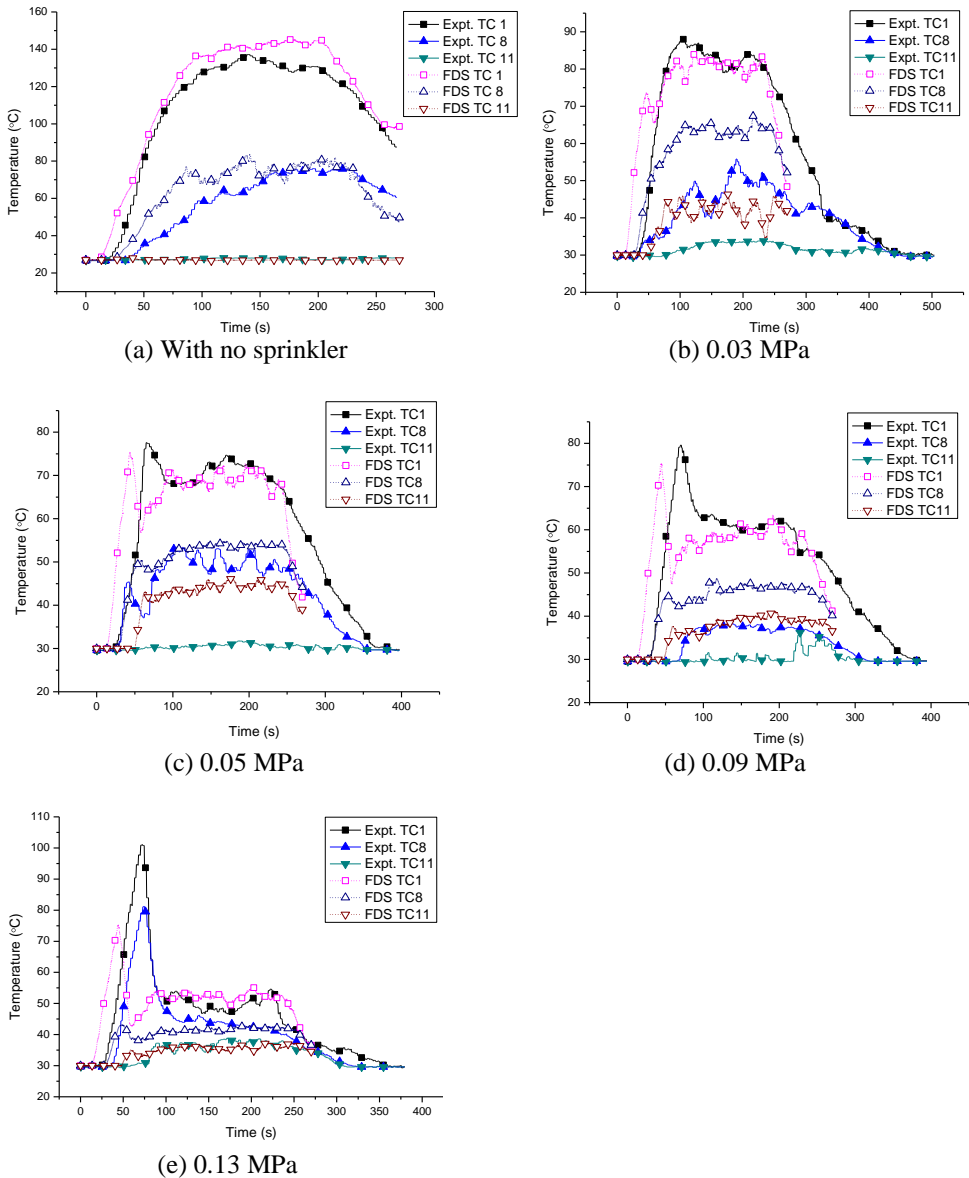 160
140
120
100
80
60
40
20
0 50 100 150 200 250 300
Temperature (°C)
Time (s)
Expt. TC 1
Expt. TC 8
Expt. TC 11
FDS TC 1
FDS TC 8
FDS TC 11
(a) With no sprinkler
90
80
70
60
50
40
30
20
0 100 200 300 400 500
Temperature (°C)
Time (s)
Expt. TC1
Expt. TC8
Expt. TC11
FDS TC1
FDS TC8
FDS TC11
(b) 0.03 MPa
80
70
60
50
40
30
20
0 100 200 300 400
Temperature (°C)
Time (s)
Expt. TC1
Expt. TC8
Expt. TC11
FDS TC1
FDS TC8
FDS TC11
(c) 0.05 MPa
80
70
60
50
40
30
20
0 100 200 300 400
Temperature (°C)
Time (s)
Expt. TC1
Expt. TC8
Expt. TC11
FDS TC1
FDS TC8
FDS TC11
(d) 0.09 MPa
110
100
90
80
70
60
50
40
30
20
0 50 100 150 200 250 300 350 400
Temperature (°C)
Time (s)
Expt. TC1
Expt. TC8
Expt. TC11
FDS TC1
FDS TC8
FDS TC11
(e) 0.13 MPa